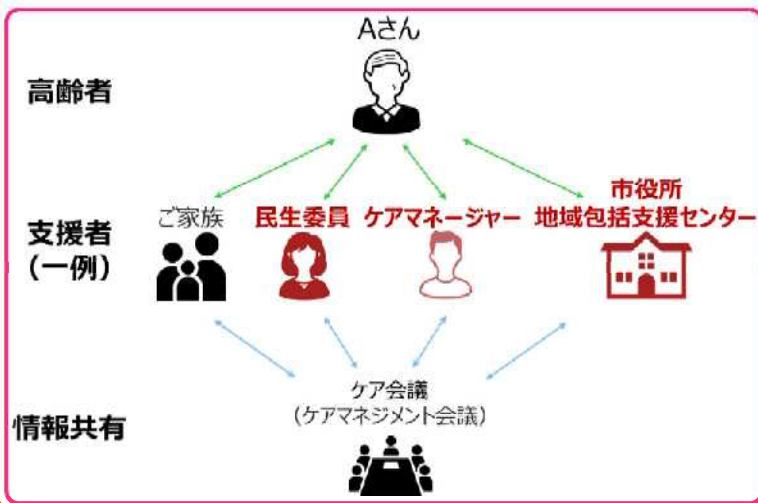 Aさん
高齢者
市役所
ご家族 民生委員 ケアマネージャー 地域包括支援センター
支援者
(一例)
ケア会議
(ケアマネジメント会議)
情報共有